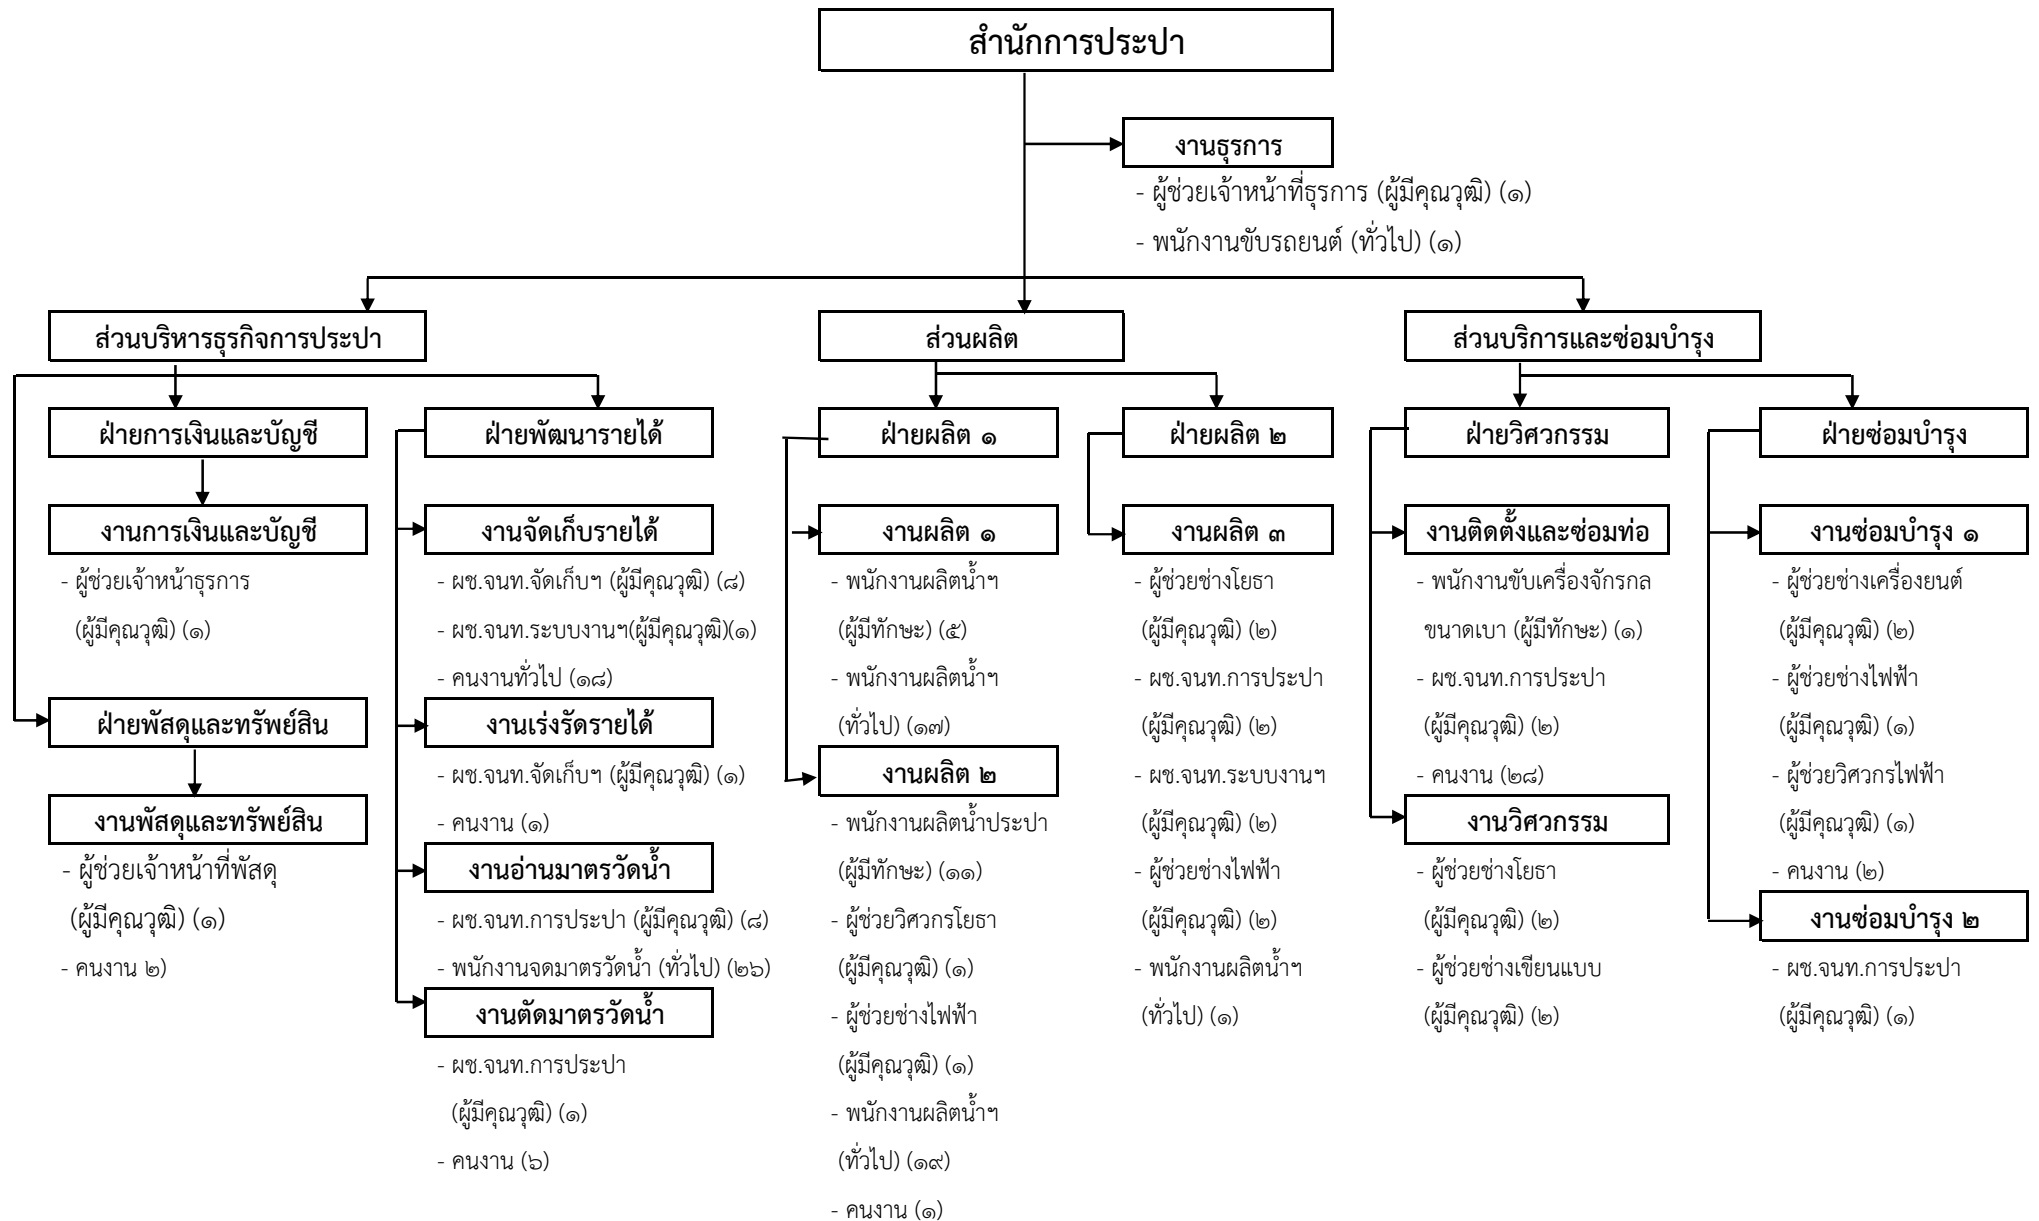 สำนักการประปา
งานธุรการ
- ผู้ช่วยเจ้าหน้าที่ธุรการ (ผู้มีคุณวุฒิ) (๑)
- พนักงานขับรถยนต์ (ทั่วไป) (๑)
ส่วนบริหารธุรกิจการประปา
ฝ่ายการเงินและบัญชี
งานการเงินและบัญชี
- ผู้ช่วยเจ้าหน้าธุรการ
(ผู้มีคุณวุฒิ) (๑)
ฝ่ายพัสดุและทรัพย์สิน
งานพัสดุและทรัพย์สิน
- ผู้ช่วยเจ้าหน้าที่พัสดุ
(ผู้มีคุณวุฒิ) (๑)
- คนงาน ๒)
ฝ่ายพัฒนารายได้
งานจัดเก็บรายได้
- ผช.จนท.จัดเก็บฯ (ผู้มีคุณวุฒิ) (๘)
- ผช.จนท.ระบบงานฯ(ผู้มีคุณวุฒิ)(๑)
- คนงานทั่วไป (๑๘)
งานเร่งรัดรายได้
- ผช.จนท.จัดเก็บฯ (ผู้มีคุณวุฒิ) (๑)
- คนงาน (๑)
งานอ่านมาตรวัดน้ำ
- ผช.จนท.การประปา (ผู้มีคุณวุฒิ) (๘)
- พนักงานจดมาตรวัดน้ำ (ทั่วไป) (๒๖)
งานตัดมาตรวัดน้ำ
- ผช.จนท.การประปา
(ผู้มีคุณวุฒิ) (๑)
- คนงาน (๖)
ส่วนผลิต
ฝ่ายผลิต ๑
งานผลิต ๑
- พนักงานผลิตน้ำฯ
(ผู้มีทักษะ) (๕)
- พนักงานผลิตน้ำฯ
(ทั่วไป) (๑๗)
งานผลิต ๒
- พนักงานผลิตน้ำประปา
(ผู้มีทักษะ) (๑๑)
- ผู้ช่วยวิศวกรโยธา
(ผู้มีคุณวุฒิ) (๑)
- ผู้ช่วยช่างไฟฟ้า
(ผู้มีคุณวุฒิ) (๑)
- พนักงานผลิตน้ำฯ
(ทั่วไป) (๑๙)
- คนงาน (๑)
ฝ่ายผลิต ๒
งานผลิต ๓
- ผู้ช่วยช่างโยธา
(ผู้มีคุณวุฒิ) (๒)
- ผช.จนท.การประปา
(ผู้มีคุณวุฒิ) (๒)
- ผช.จนท.ระบบงานฯ
(ผู้มีคุณวุฒิ) (๒)
- ผู้ช่วยช่างไฟฟ้า
(ผู้มีคุณวุฒิ) (๒)
- พนักงานผลิตน้ำฯ
(ทั่วไป) (๑)
ส่วนบริการและซ่อมบำรุง
ฝ่ายวิศวกรรม
งานติดตั้งและซ่อมท่อ
- พนักงานขับเครื่องจักรกล
ขนาดเบา (ผู้มีทักษะ) (๑)
- ผช.จนท.การประปา
(ผู้มีคุณวุฒิ) (๒)
- คนงาน (๒๘)
งานวิศวกรรม
- ผู้ช่วยช่างโยธา
(ผู้มีคุณวุฒิ) (๒)
- ผู้ช่วยช่างเขียนแบบ
(ผู้มีคุณวุฒิ) (๒)
ฝ่ายซ่อมบำรุง
งานซ่อมบำรุง ๑
- ผู้ช่วยช่างเครื่องยนต์
(ผู้มีคุณวุฒิ) (๒)
- ผู้ช่วยช่างไฟฟ้า
(ผู้มีคุณวุฒิ) (๑)
- ผู้ช่วยวิศวกรไฟฟ้า
(ผู้มีคุณวุฒิ) (๑)
- คนงาน (๒)
งานซ่อมบำรุง ๒
- ผช.จนท.การประปา
(ผู้มีคุณวุฒิ) (๑)